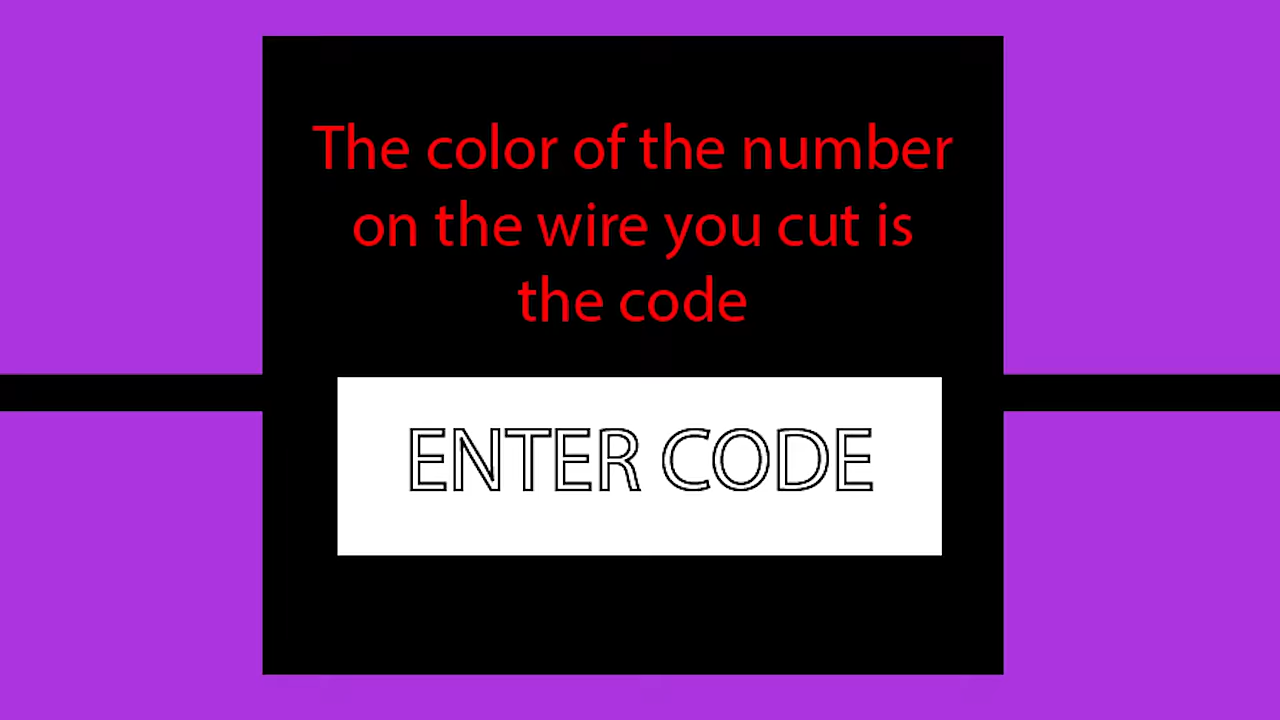 The color of the number
on the wire you cut is
the code
ENTER CODE